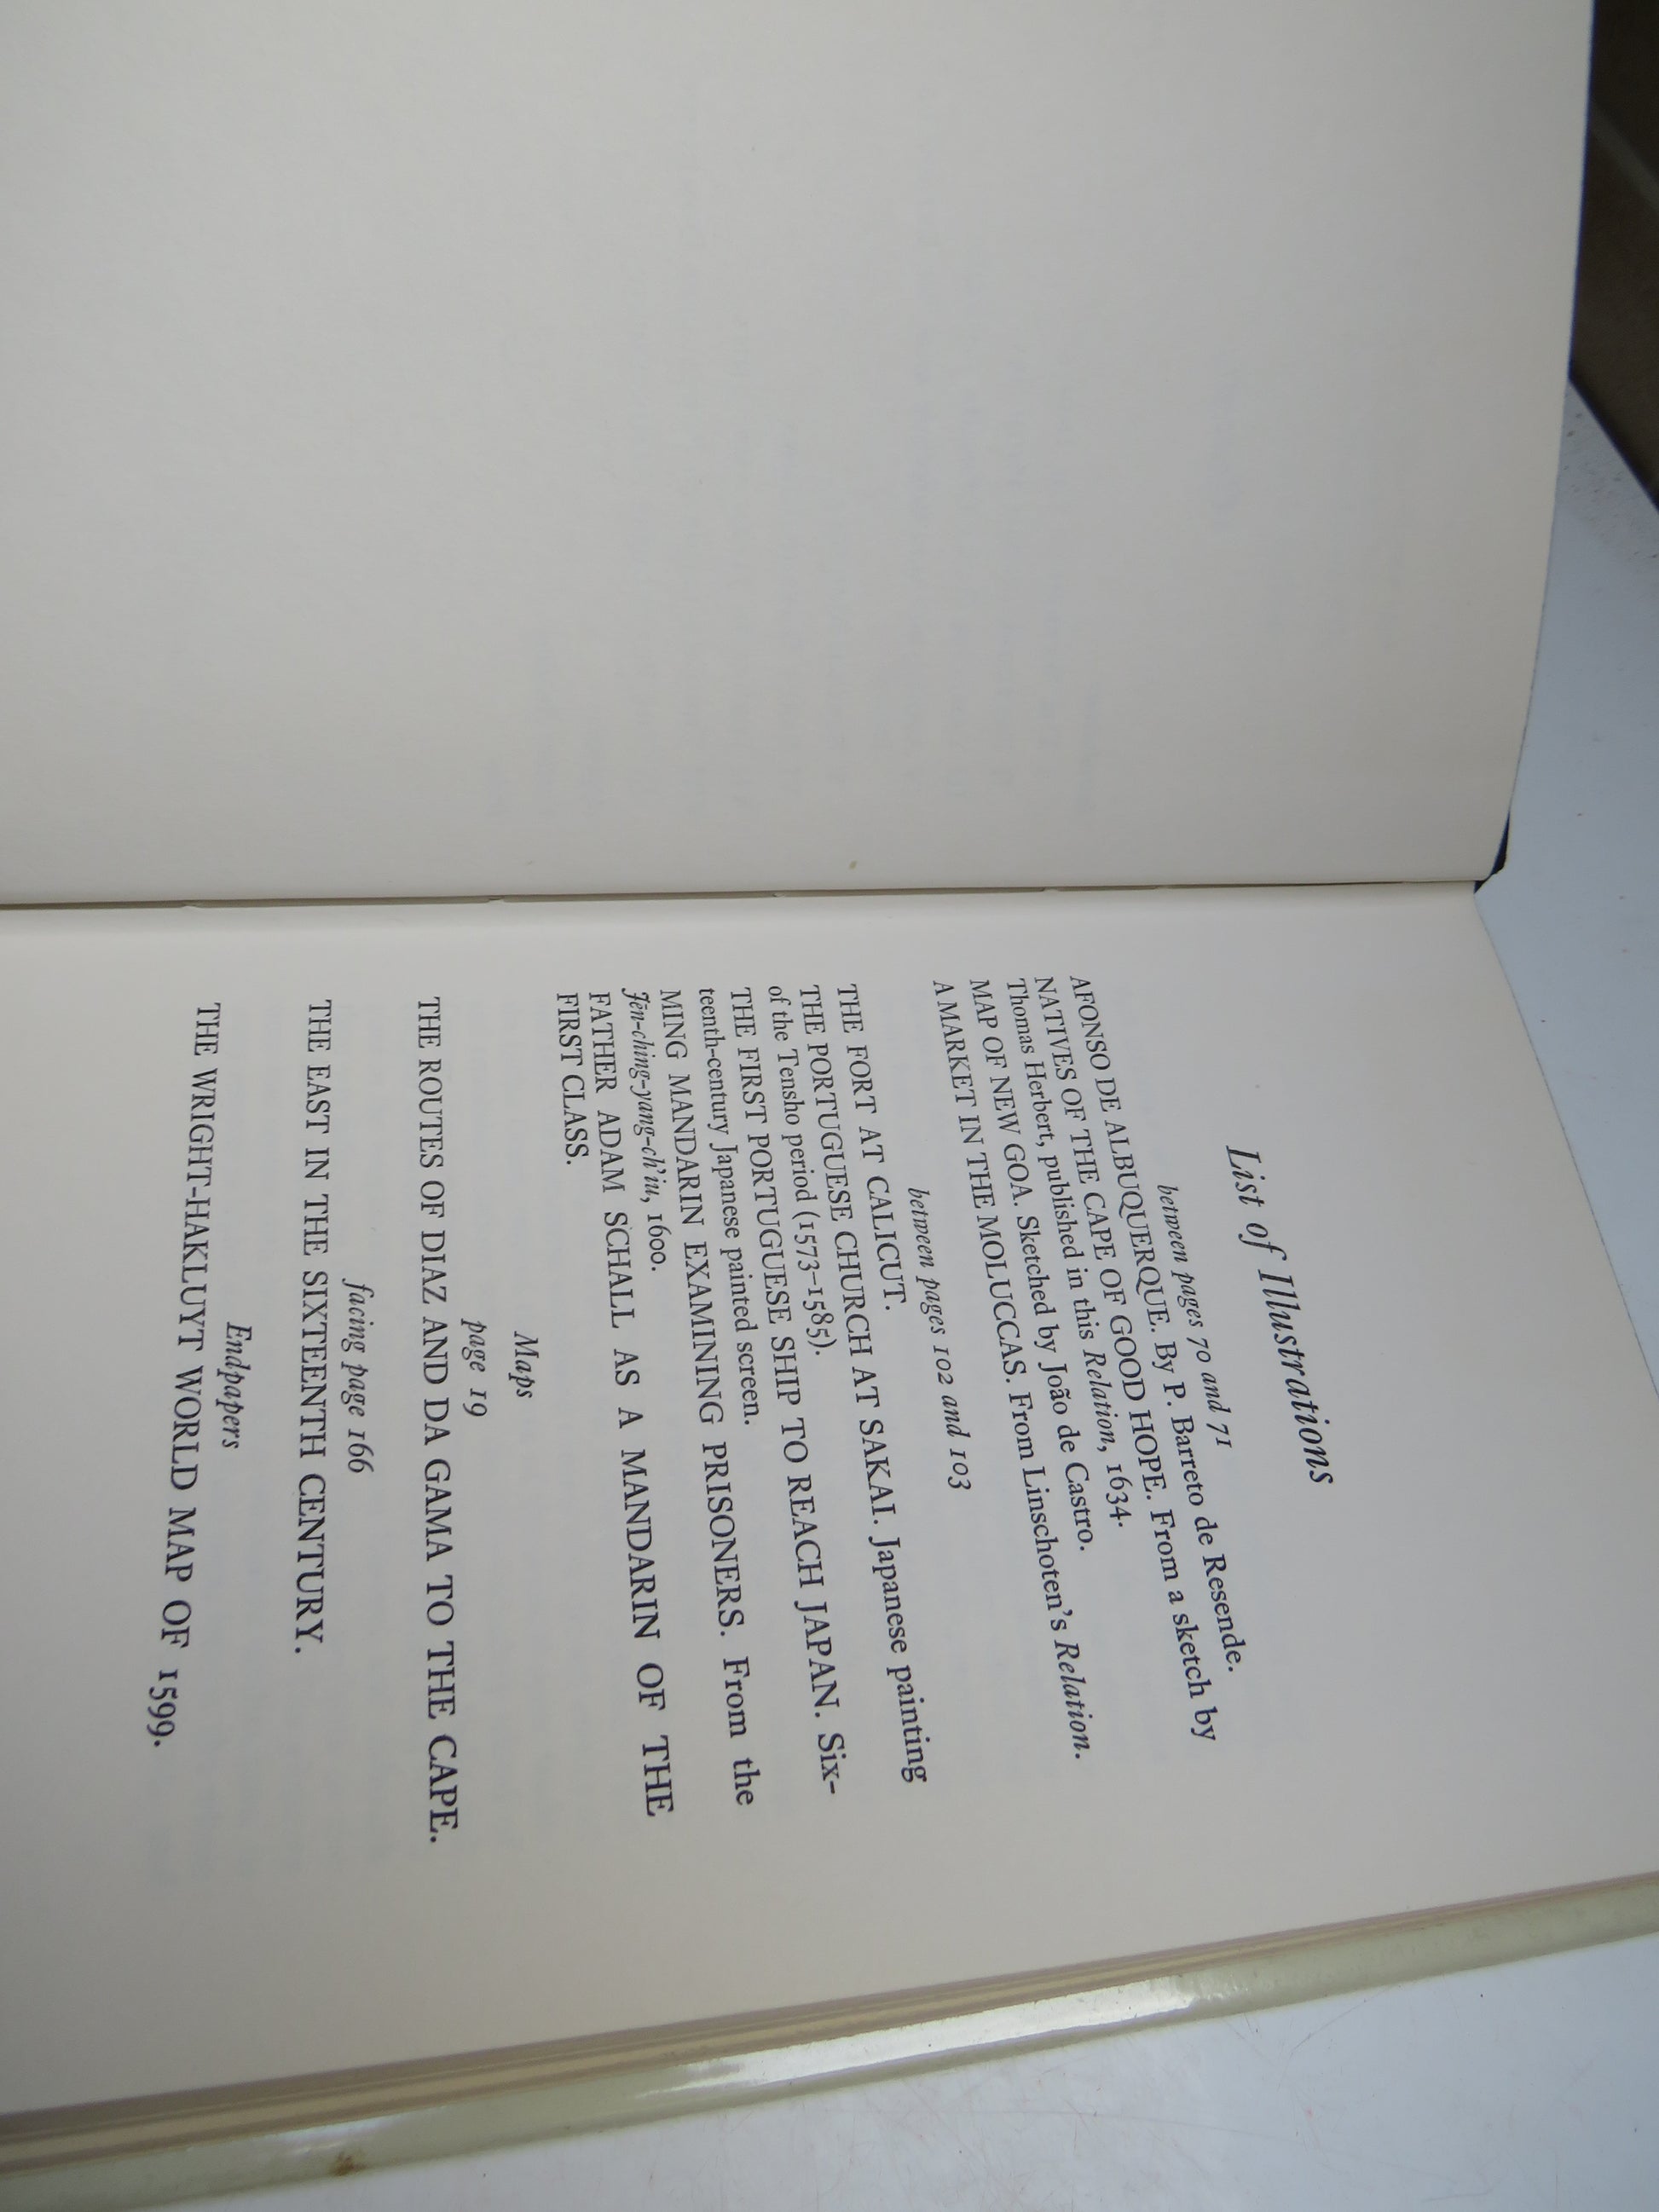 List of Illustrations
between pages 70 and 71
AFONSO DE ALBUQUERQUE. By P. Barreto de Resende.
NATIVES OF THE CAPE OF GOOD HOPE. From a sketch by
Thomas Herbert, published in this Relation, 1634.
MAP OF NEW GOA. Sketched by João de Castro.
A MARKET IN THE MOLUCCAS. From Linschoten's Relation.
between pages 102 and 103
THE FORT AT CALICUT.
THE PORTUGUESE CHURCH AT SAKAI. Japanese painting
of the Tensho period (1573–1585).
THE FIRST PORTUGUESE SHIP TO REACH JAPAN. Six-
teenth-century Japanese painted screen.
MING MANDARIN EXAMINING PRISONERS. From the
Jēn-ching-yang-ch'iu, 1600.
FATHER ADAM SCHALL AS A MANDARIN OF THE
FIRST CLASS.
Maps
page 19
THE ROUTES OF DIAZ AND DA GAMA TO THE CAPE.
facing page 166
THE EAST IN THE SIXTEENTH CENTURY.
Endpapers
THE WRIGHT-HAKLUYT WORLD MAP OF 1599.